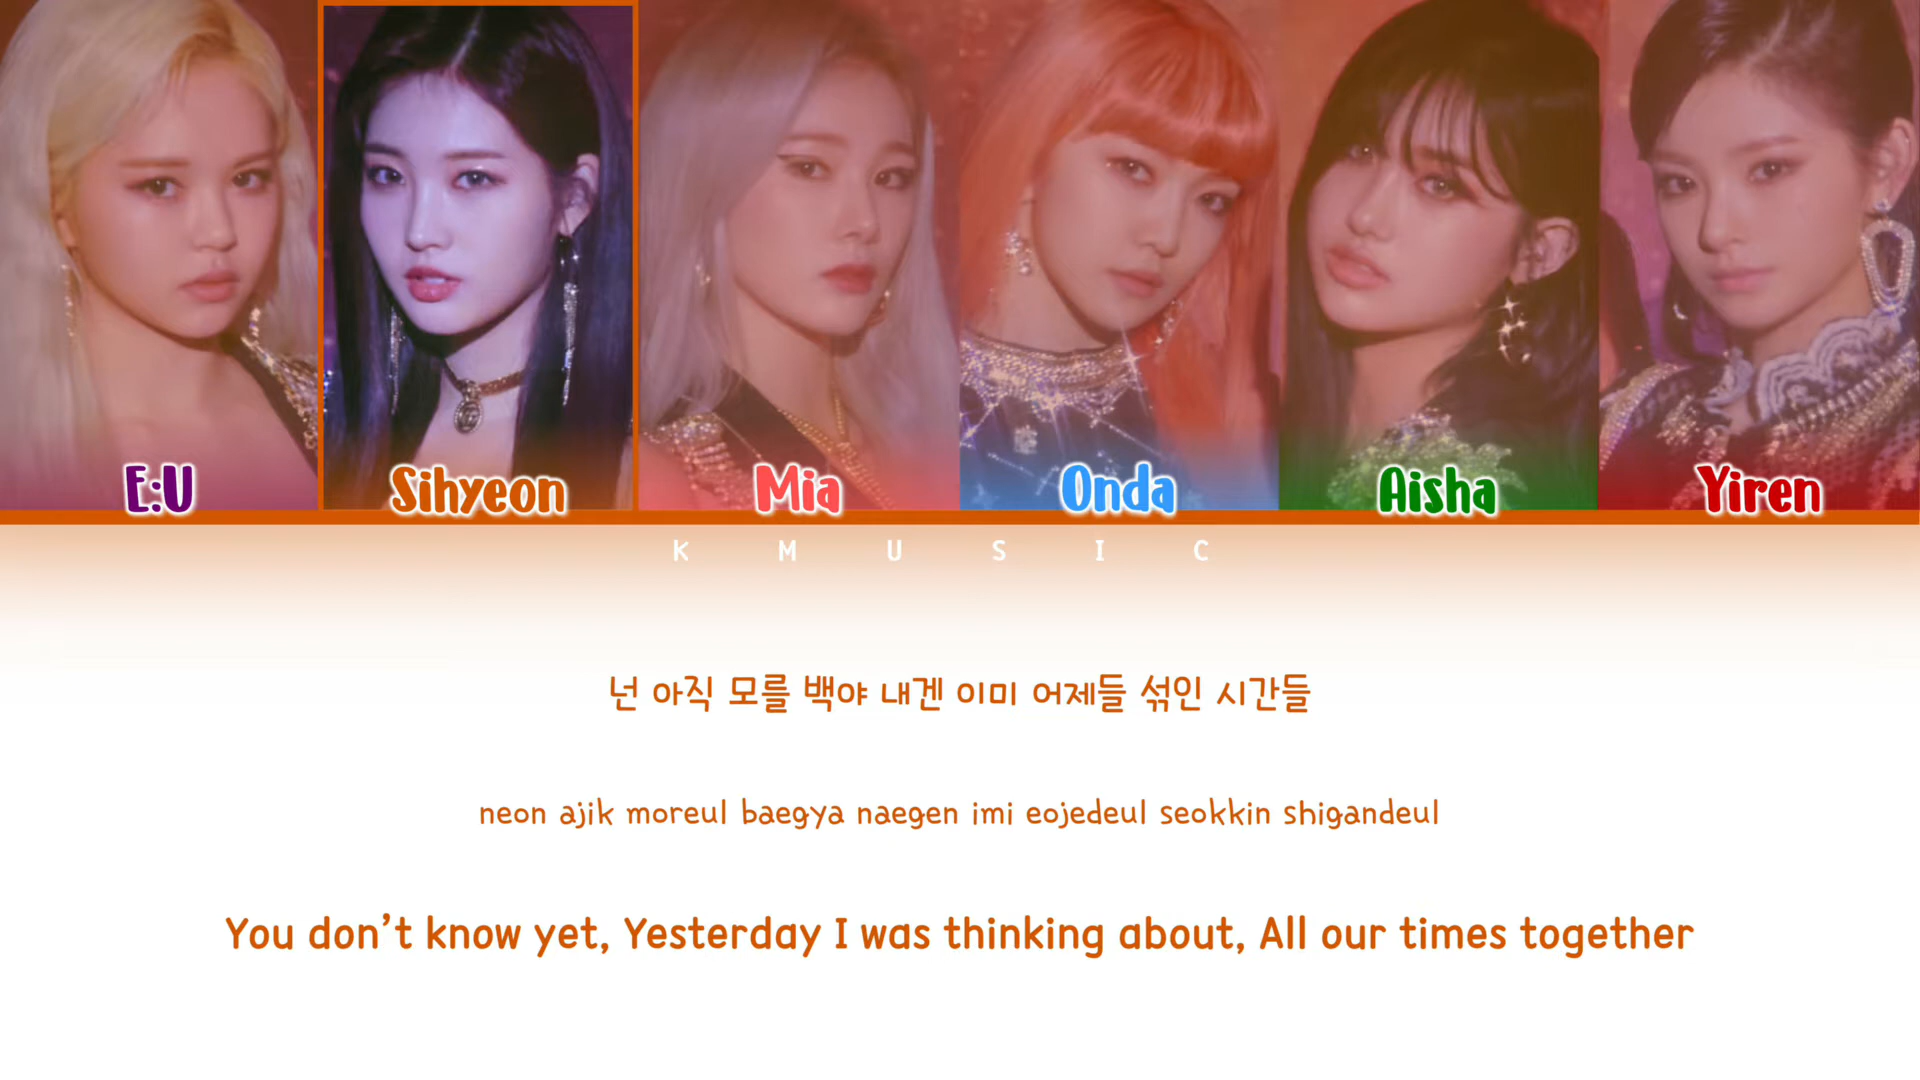 E:U Sihyeon Mia Onda Aisha Yiren
K M U S I C
넌 아직 모를 백야 내겐 이미 어제들 섞인 시간들
neon ajik moreul baegya naegen imi eojedeul seokkin shigandeul
You don't know yet, Yesterday I was thinking about, All our times together